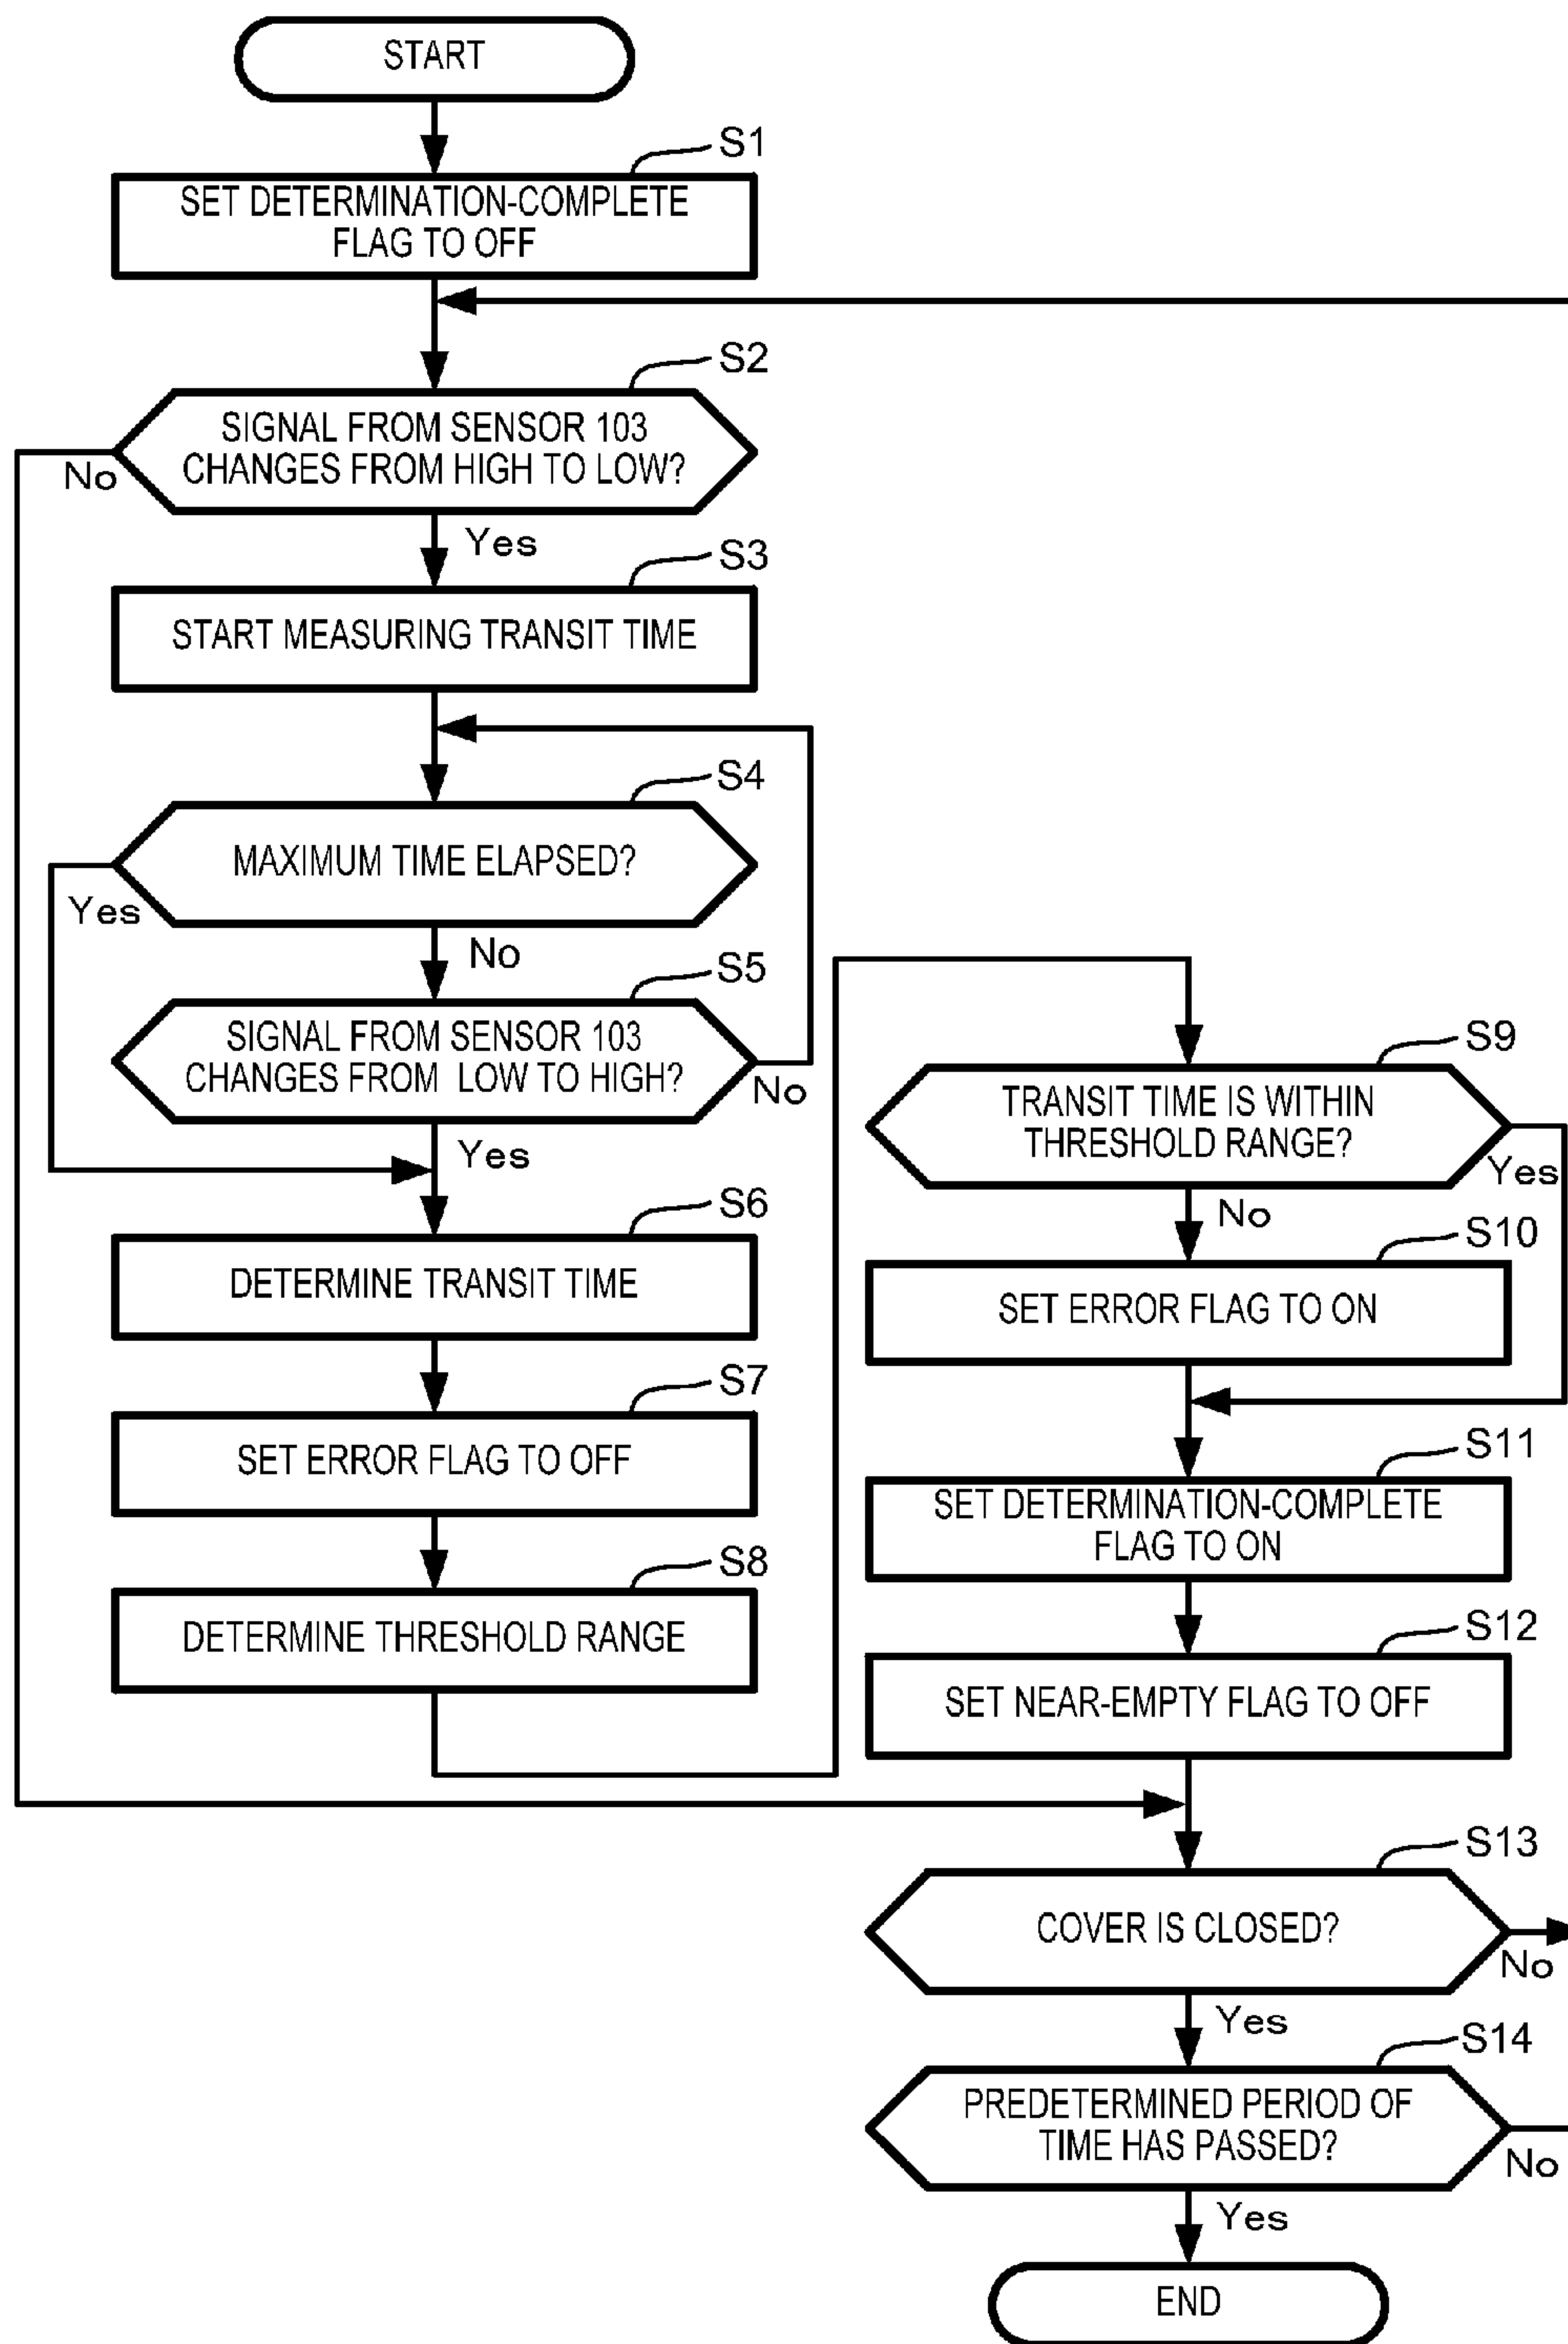 START
S1
SET DETERMINATION-COMPLETE
FLAG TO OFF
S2
SIGNAL FROM SENSOR 103
CHANGES FROM HIGH TO LOW?
No
Yes
S3
START MEASURING TRANSIT TIME
S4
MAXIMUM TIME ELAPSED?
Yes
No
S5
SIGNAL FROM SENSOR 103
CHANGES FROM LOW TO HIGH?
No
Yes
S6
DETERMINE TRANSIT TIME
S7
SET ERROR FLAG TO OFF
S8
DETERMINE THRESHOLD RANGE
S9
TRANSIT TIME IS WITHIN
THRESHOLD RANGE?
Yes
No
S10
SET ERROR FLAG TO ON
S11
SET DETERMINATION-COMPLETE
FLAG TO ON
S12
SET NEAR-EMPTY FLAG TO OFF
S13
COVER IS CLOSED?
No
Yes
S14
PREDETERMINED PERIOD OF
TIME HAS PASSED?
No
Yes
END